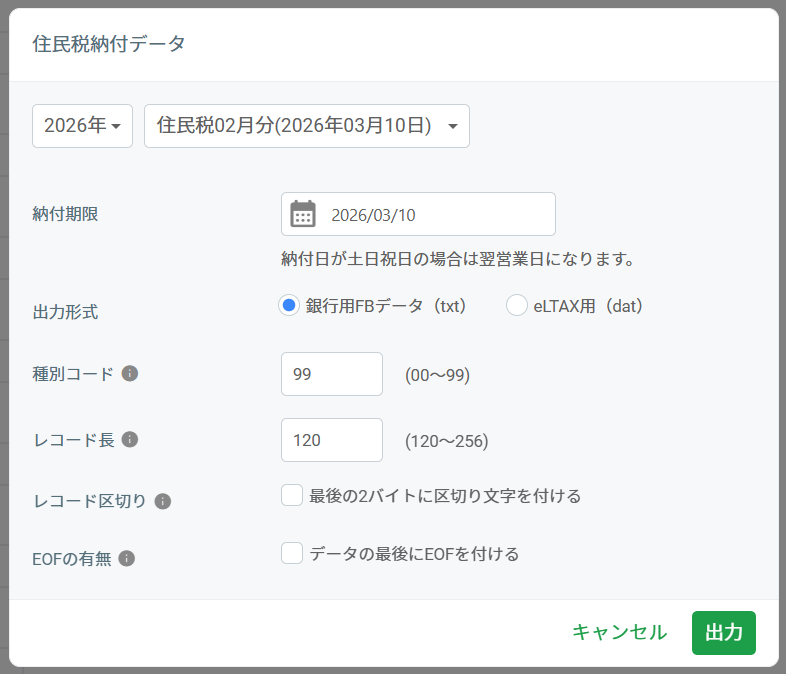 住民税納付データ
2026年 住民税02月分(2026年03月10日)
納付期限 2026/03/10
納付日が土日祝日の場合は翌営業日になります。
出力形式 銀行用FBデータ（txt） eLTAX用（dat）
種別コード 99 (00〜99)
レコード長 120 (120〜256)
レコード区切り 最後の2バイトに区切り文字を付ける
EOFの有無 データの最後にEOFを付ける
キャンセル 出力